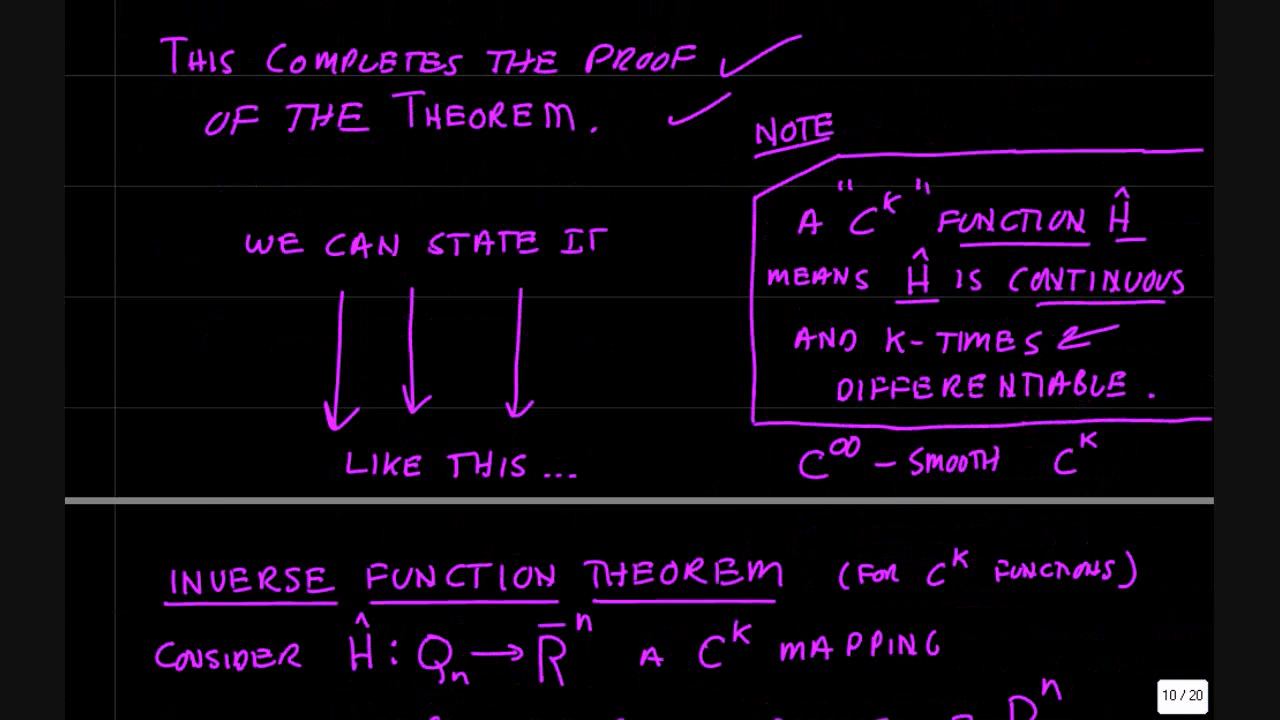 THIS COMPLETES THE PROOF ✓
OF THE THEOREM. ✓
WE CAN STATE IT
LIKE THIS ...
NOTE
A "C^K" FUNCTION Ĥ
MEANS Ĥ IS CONTINUOUS
AND K-TIMES
DIFFERENTIABLE.
C^∞ - SMOOTH C^K
INVERSE FUNCTION THEOREM (FOR C^K FUNCTIONS)
CONSIDER Ĥ: Q_n → R̄^n A C^K MAPPING
10 / 20